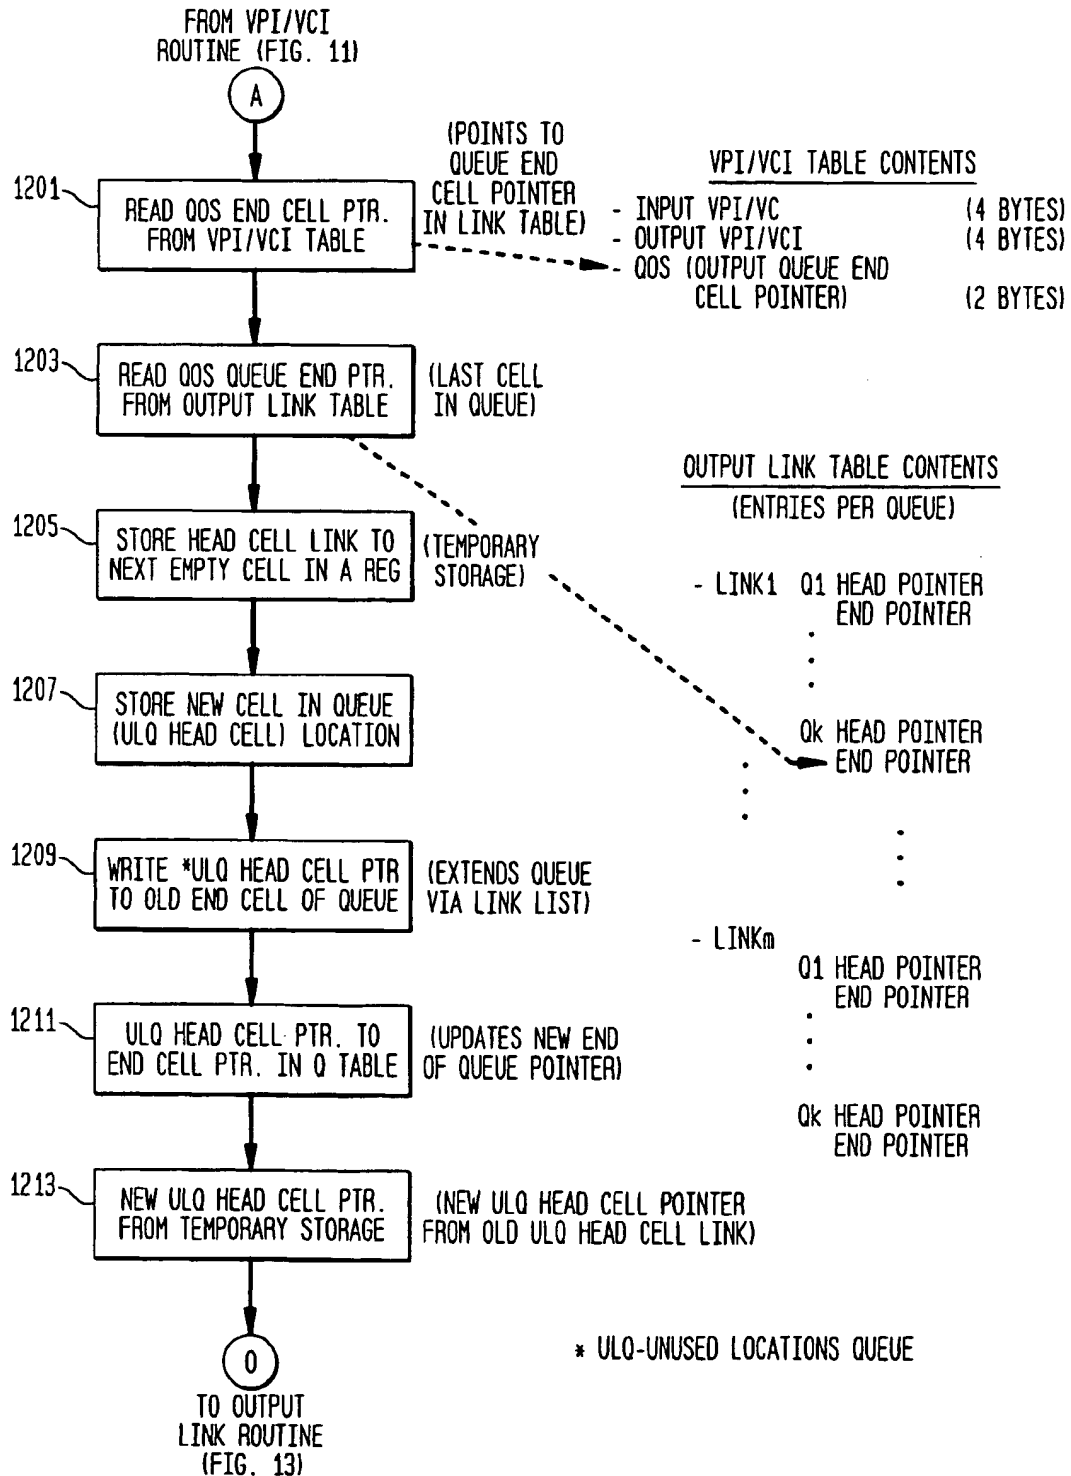 FROM VPI/VCI
ROUTINE (FIG. 11)
A
1201
READ QOS END CELL PTR.
FROM VPI/VCI TABLE
(POINTS TO
QUEUE END
CELL POINTER
IN LINK TABLE)
VPI/VCI TABLE CONTENTS
- INPUT VPI/VC (4 BYTES)
- OUTPUT VPI/VCI (4 BYTES)
- QOS (OUTPUT QUEUE END
CELL POINTER) (2 BYTES)
1203
READ QOS QUEUE END PTR.
FROM OUTPUT LINK TABLE
(LAST CELL
IN QUEUE)
1205
STORE HEAD CELL LINK TO
NEXT EMPTY CELL IN A REG
(TEMPORARY
STORAGE)
OUTPUT LINK TABLE CONTENTS
(ENTRIES PER QUEUE)
- LINK1 Q1 HEAD POINTER
END POINTER
Qk HEAD POINTER
END POINTER
- LINKm
Q1 HEAD POINTER
END POINTER
Qk HEAD POINTER
END POINTER
1207
STORE NEW CELL IN QUEUE
(ULQ HEAD CELL) LOCATION
1209
WRITE *ULQ HEAD CELL PTR
TO OLD END CELL OF QUEUE
(EXTENDS QUEUE
VIA LINK LIST)
1211
ULQ HEAD CELL PTR. TO
END CELL PTR. IN Q TABLE
(UPDATES NEW END
OF QUEUE POINTER)
1213
NEW ULQ HEAD CELL PTR.
FROM TEMPORARY STORAGE
(NEW ULQ HEAD CELL POINTER
FROM OLD ULQ HEAD CELL LINK)
O
TO OUTPUT
LINK ROUTINE
(FIG. 13)
* ULQ-UNUSED LOCATIONS QUEUE